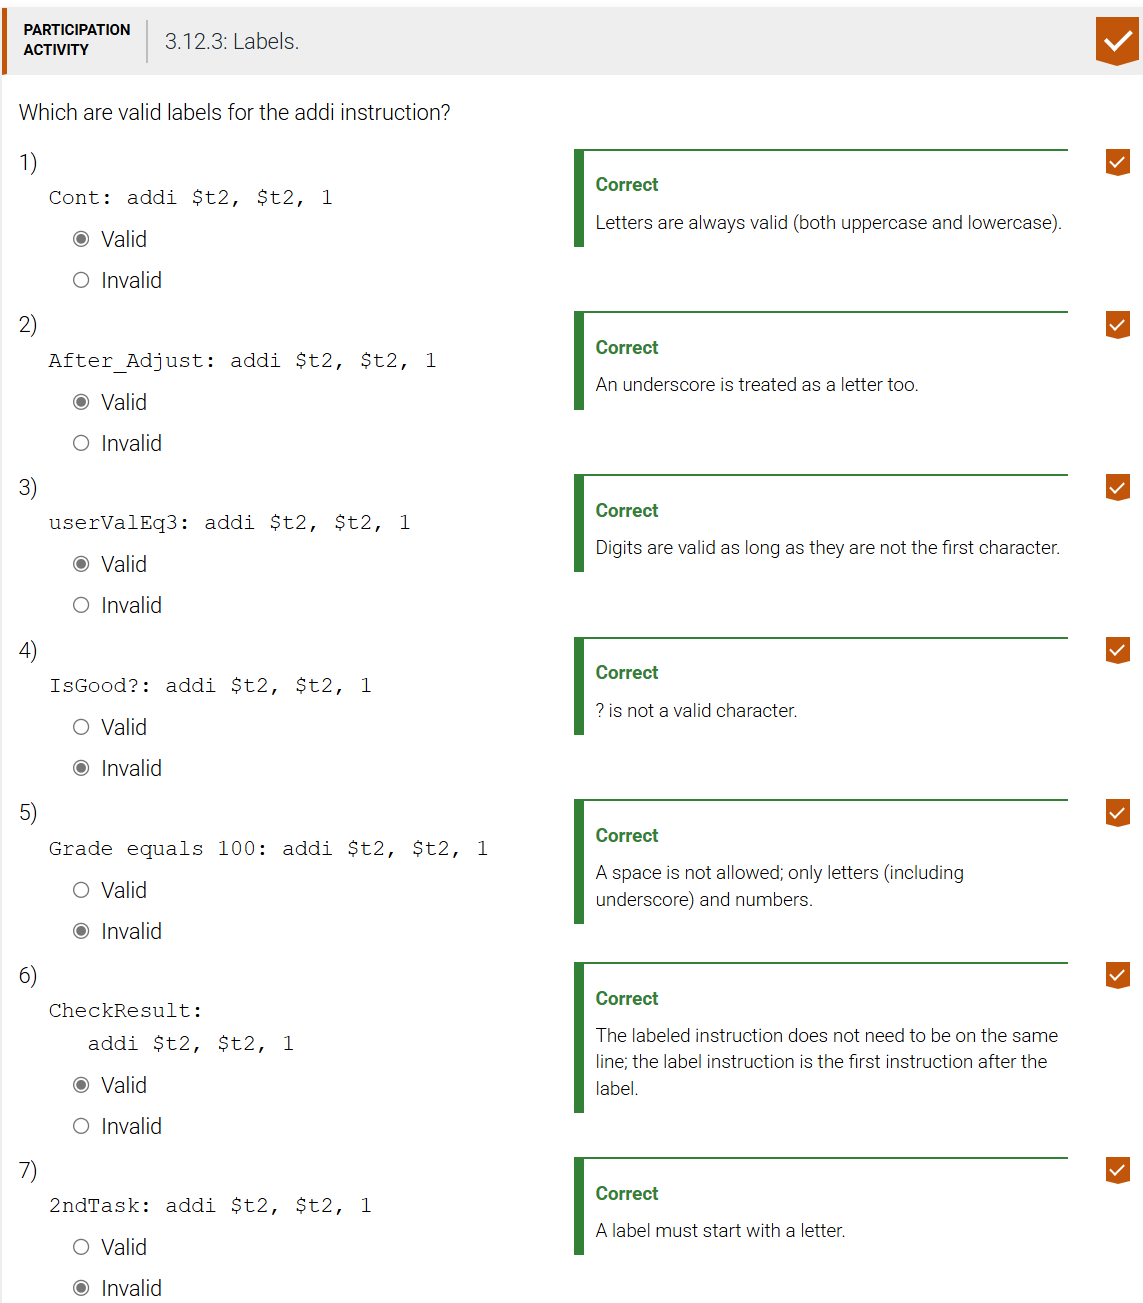 PARTICIPATION
ACTIVITY
3.12.3: Labels.
Which are valid labels for the addi instruction?
1)
Cont: addi $t2, $t2, 1
Valid
Invalid
Correct
Letters are always valid (both uppercase and lowercase).
2)
After_Adjust: addi $t2, $t2, 1
Valid
Invalid
Correct
An underscore is treated as a letter too.
3)
userValEq3: addi $t2, $t2, 1
Valid
Invalid
Correct
Digits are valid as long as they are not the first character.
4)
IsGood?: addi $t2, $t2, 1
Valid
Invalid
Correct
? is not a valid character.
5)
Grade equals 100: addi $t2, $t2, 1
Valid
Invalid
Correct
A space is not allowed; only letters (including
underscore) and numbers.
6)
CheckResult:
addi $t2, $t2, 1
Valid
Invalid
Correct
The labeled instruction does not need to be on the same
line; the label instruction is the first instruction after the
label.
7)
2ndTask: addi $t2, $t2, 1
Valid
Invalid
Correct
A label must start with a letter.